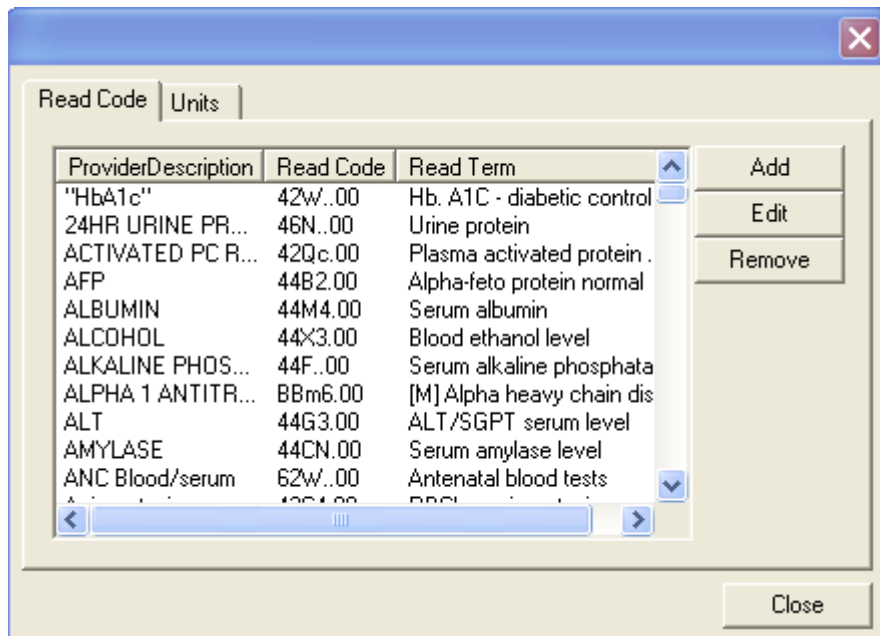 Read Code Units
ProviderDescription Read Code Read Term
"HbA1c" 42W..00 Hb. A1C - diabetic control
24HR URINE PR... 46N..00 Urine protein
ACTIVATED PC R... 42Qc.00 Plasma activated protein .
AFP 44B2.00 Alpha-feto protein normal
ALBUMIN 44M4.00 Serum albumin
ALCOHOL 44X3.00 Blood ethanol level
ALKALINE PHOS... 44F..00 Serum alkaline phosphata
ALPHA 1 ANTITR... BBm6.00 [M] Alpha heavy chain dis
ALT 44G3.00 ALT/SGPT serum level
AMYLASE 44CN.00 Serum amylase level
ANC Blood/serum 62W..00 Antenatal blood tests
Add
Edit
Remove
Close